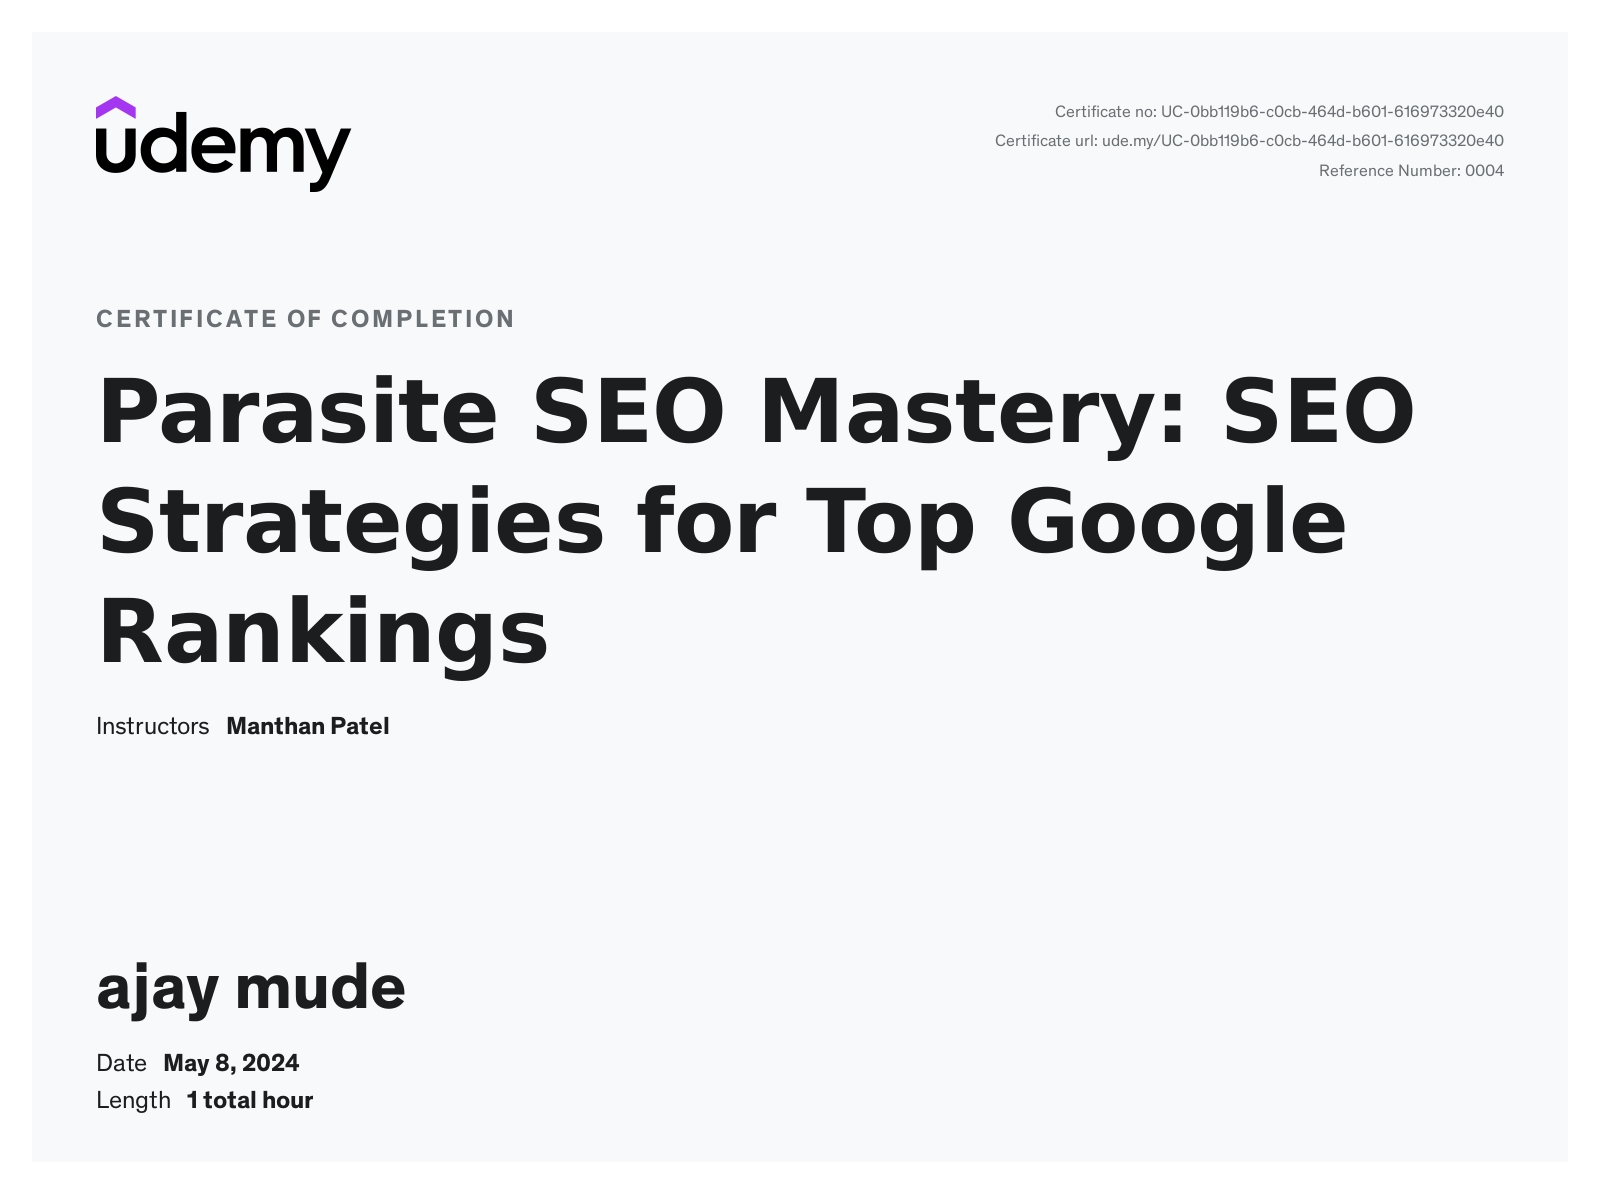 udemy
Certificate no: UC-0bb119b6-c0cb-464d-b601-616973320e40
Certificate url: ude.my/UC-0bb119b6-c0cb-464d-b601-616973320e40
Reference Number: 0004
CERTIFICATE OF COMPLETION
Parasite SEO Mastery: SEO
Strategies for Top Google
Rankings
Instructors Manthan Patel
ajay mude
Date May 8, 2024
Length 1 total hour